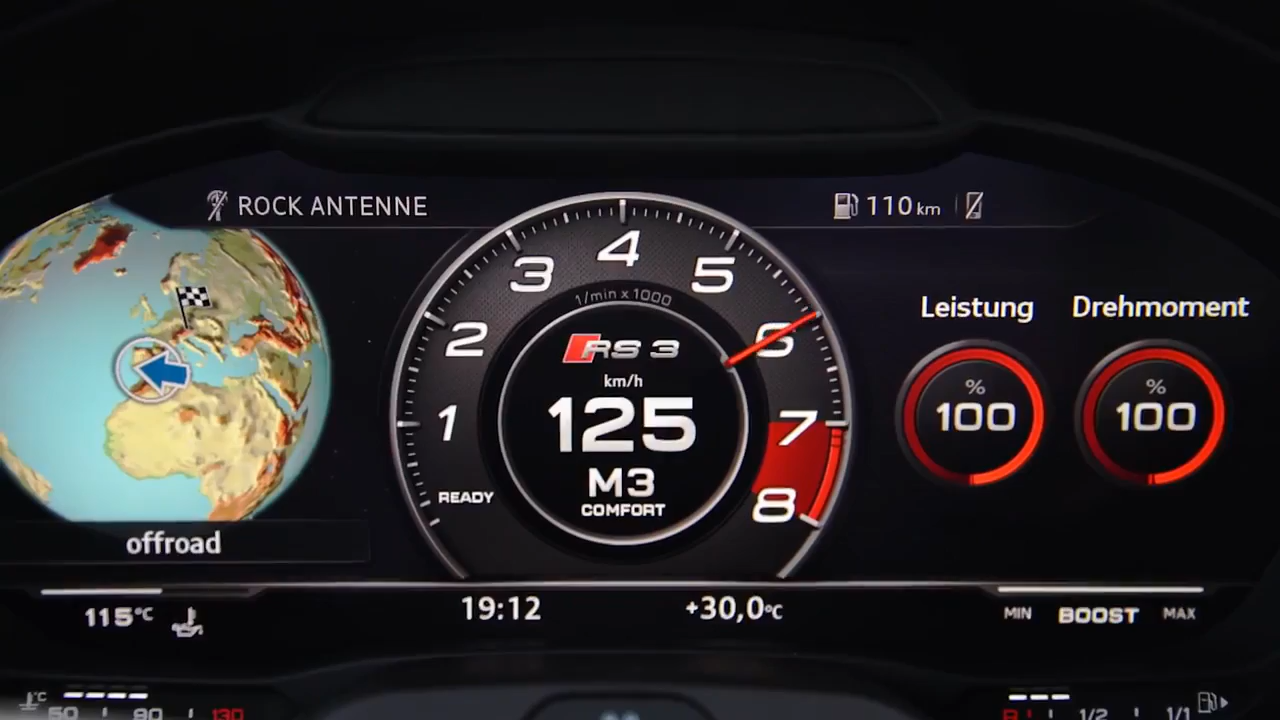 ROCK ANTENNE
110 km
1 2 3 4 5 6 7 8
1/min x 1000
RS 3
km/h
125
M3
COMFORT
READY
Leistung
% 100
Drehmoment
% 100
offroad
115°C
19:12
+30,0°C
MIN BOOST MAX
°C 50 90 130
R 1/2 1/1